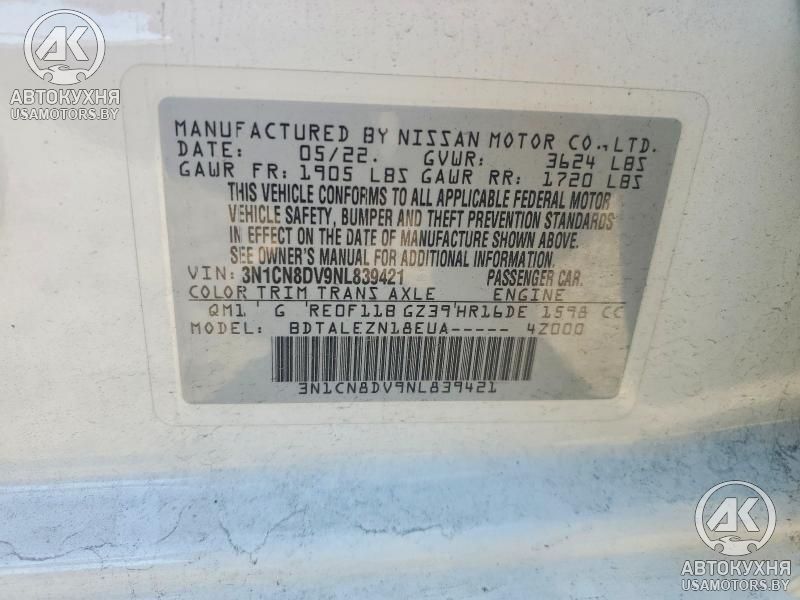 AK
АВТОКУХНЯ
USAMOTORS.BY
MANUFACTURED BY NISSAN MOTOR CO.,LTD.
DATE: 05/22. GVWR: 3624 LBS
GAWR FR: 1905 LBS GAWR RR: 1720 LBS
THIS VEHICLE CONFORMS TO ALL APPLICABLE FEDERAL MOTOR
VEHICLE SAFETY, BUMPER AND THEFT PREVENTION STANDARDS
IN EFFECT ON THE DATE OF MANUFACTURE SHOWN ABOVE.
SEE OWNER'S MANUAL FOR ADDITIONAL INFORMATION.
VIN: 3N1CN8DV9NL839421 PASSENGER CAR.
COLOR TRIM TRANS AXLE ENGINE
QM1 ' G 'RE0F11B GZ39'HR16DE 1598 CC
MODEL: BDTALEZN18EUA----- 4Z000
3N1CN8DV9NL839421
AK
АВТОКУХНЯ
USAMOTORS.BY